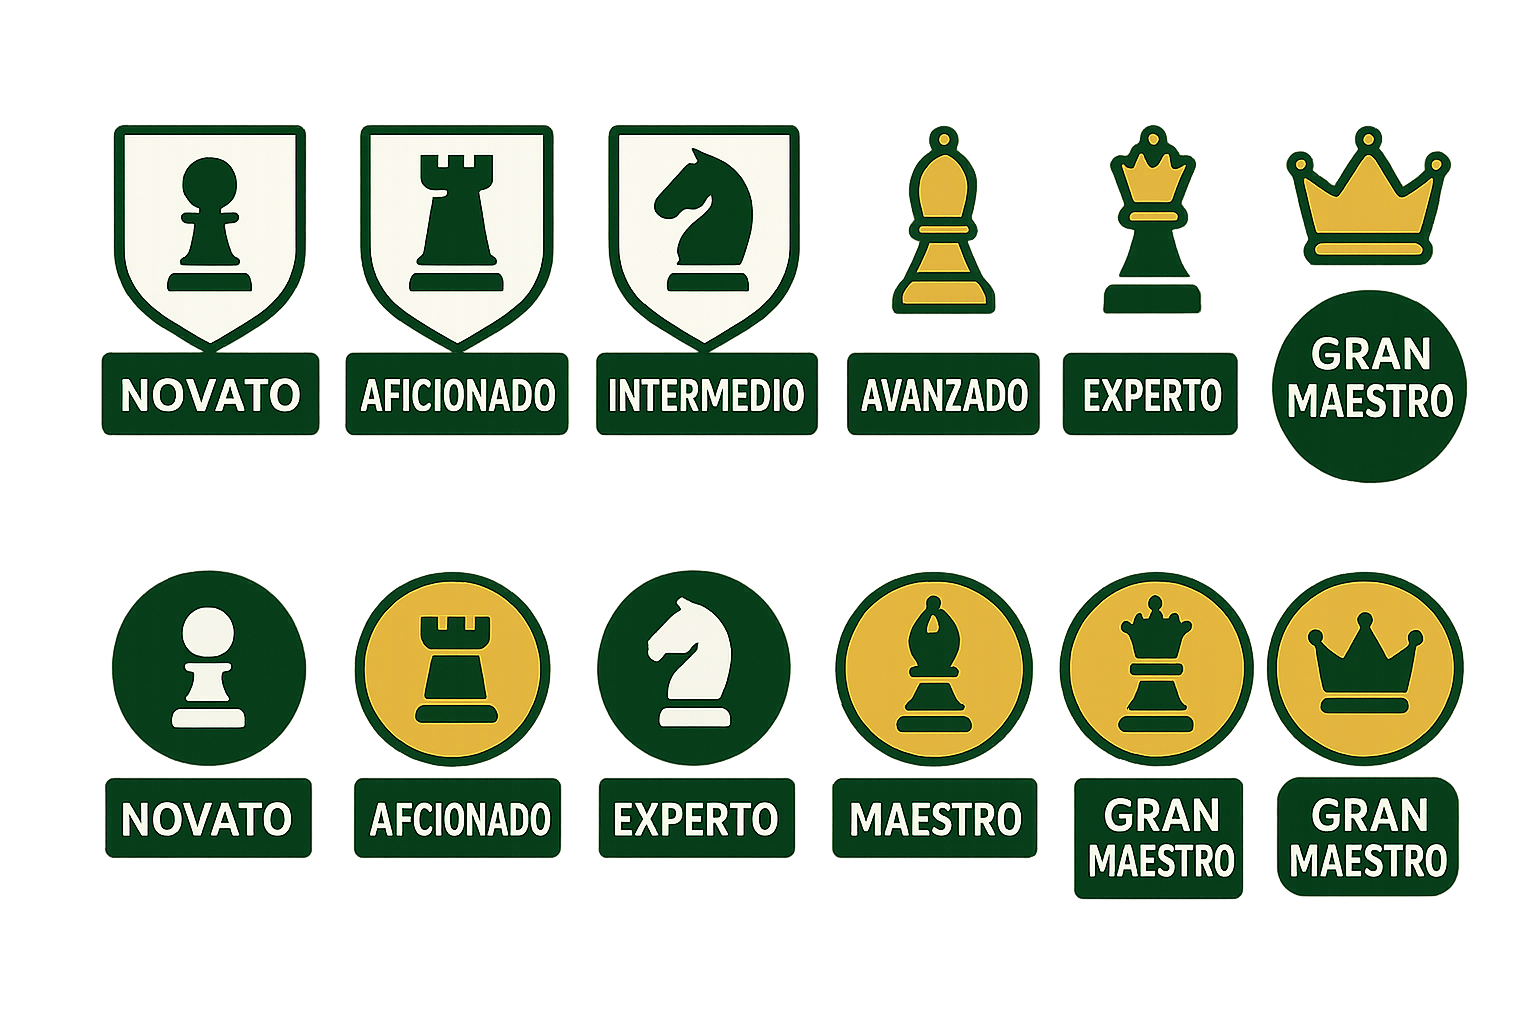 NOVATO
AFICIONADO
INTERMEDIO
AVANZADO
EXPERTO
GRAN
MAESTRO
NOVATO
AFCIONADO
EXPERTO
MAESTRO
GRAN
MAESTRO
GRAN
MAESTRO